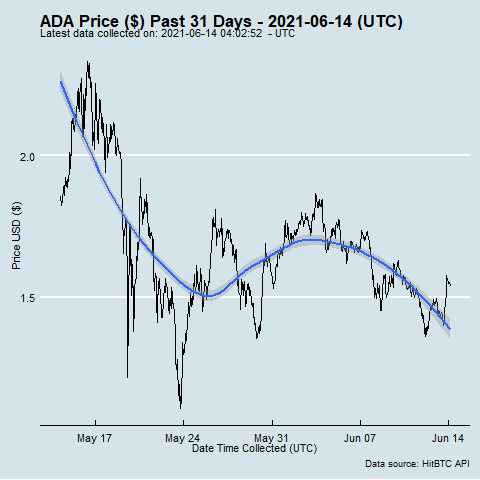 ADA Price ($) Past 31 Days - 2021-06-14 (UTC)
Latest data collected on: 2021-06-14 04:02:52 - UTC
2.0
1.5
Price USD ($)
May 17 May 24 May 31 Jun 07 Jun 14
Date Time Collected (UTC)
Data source: HitBTC API